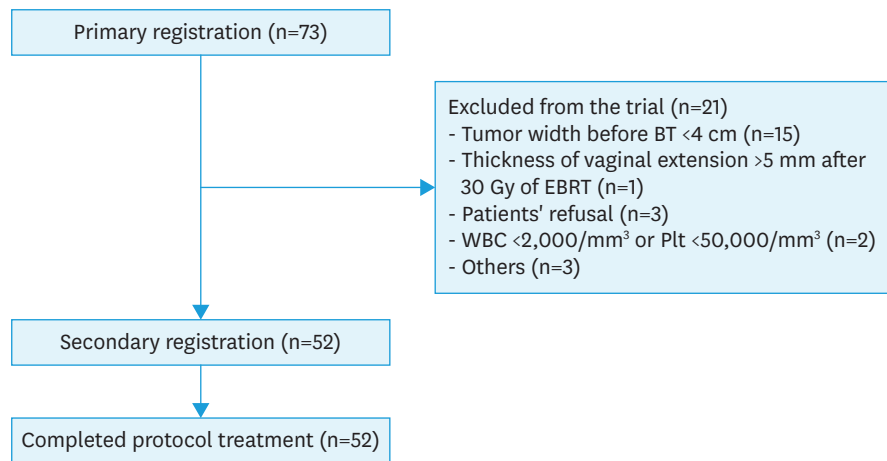 Primary registration (n=73)
Excluded from the trial (n=21)
- Tumor width before BT <4 cm (n=15)
- Thickness of vaginal extension >5 mm after
30 Gy of EBRT (n=1)
- Patients' refusal (n=3)
- WBC <2,000/mm³ or Plt <50,000/mm³ (n=2)
- Others (n=3)
Secondary registration (n=52)
Completed protocol treatment (n=52)